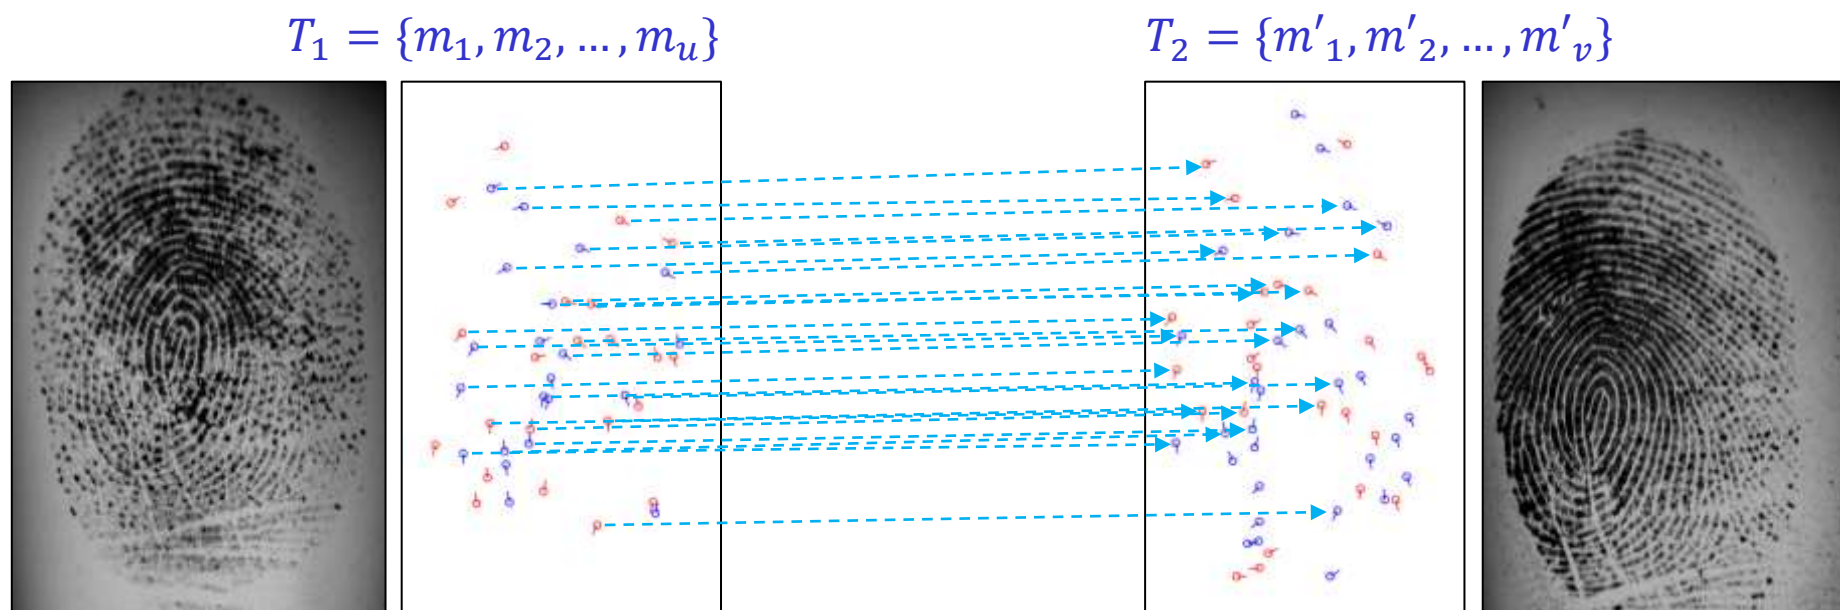 T₁ = {m₁, m₂, …, mᵤ}
T₂ = {m'₁, m'₂, …, m'ᵥ}